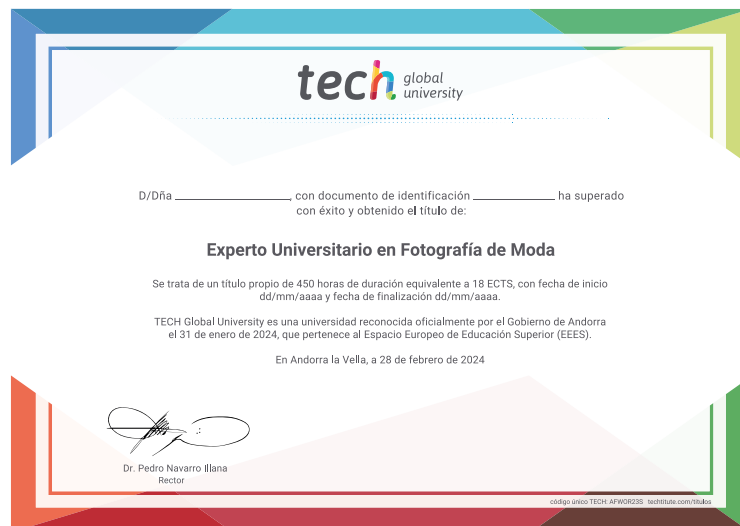 tech global university
D/Dña ____________________, con documento de identificación ______________ ha superado
con éxito y obtenido el título de:
Experto Universitario en Fotografía de Moda
Se trata de un título propio de 450 horas de duración equivalente a 18 ECTS, con fecha de inicio
dd/mm/aaaa y fecha de finalización dd/mm/aaaa.
TECH Global University es una universidad reconocida oficialmente por el Gobierno de Andorra
el 31 de enero de 2024, que pertenece al Espacio Europeo de Educación Superior (EEES).
En Andorra la Vella, a 28 de febrero de 2024
Dr. Pedro Navarro Illana
Rector
código único TECH: AFWOR23S techtitute.com/titulos